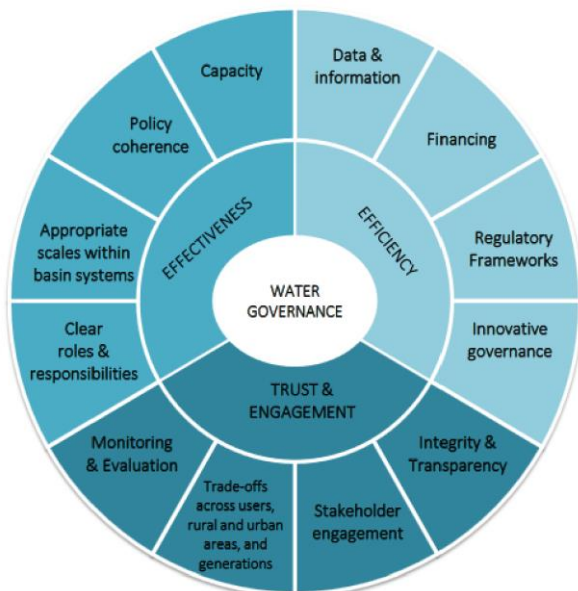 Capacity
Data &
information
Policy
coherence
Financing
Appropriate
scales within
basin systems
EFFECTIVENESS
EFFICIENCY
Regulatory
Frameworks
WATER
GOVERNANCE
Clear
roles &
responsibilities
Innovative
governance
TRUST &
ENGAGEMENT
Monitoring
& Evaluation
Integrity &
Transparency
Trade-offs
across users,
rural and urban
areas, and
generations
Stakeholder
engagement